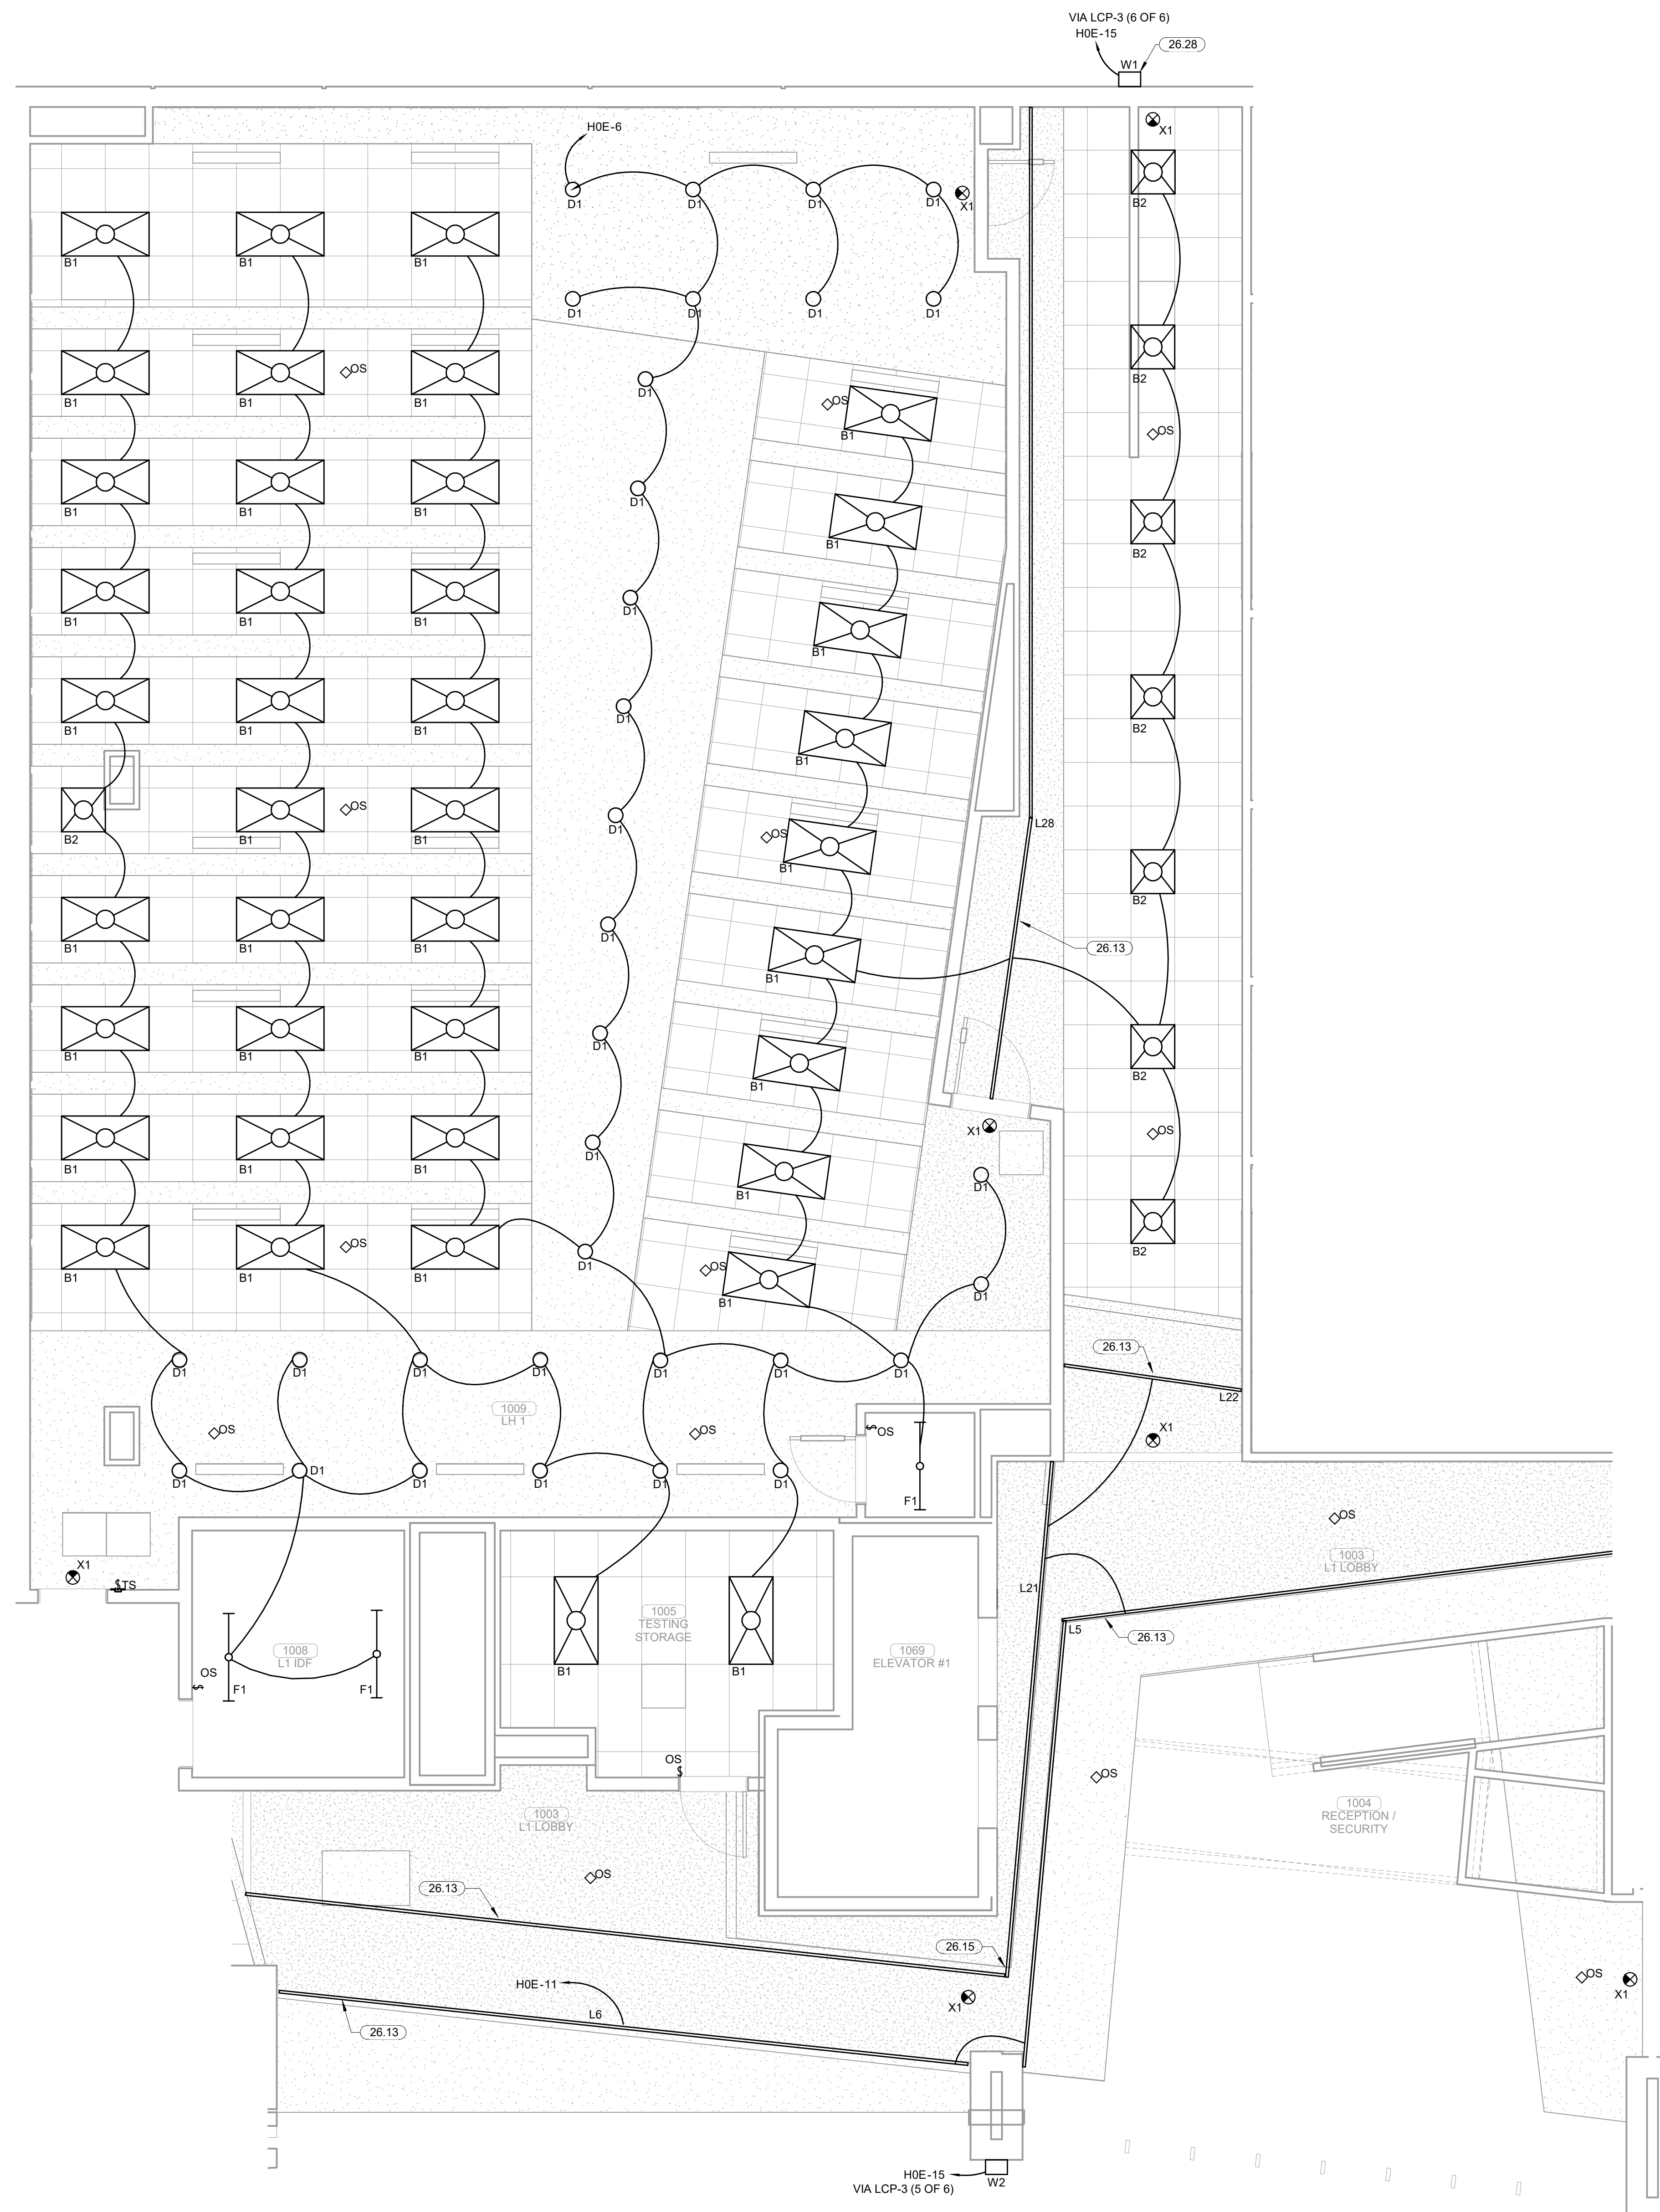 VIA LCP-3 (6 OF 6)
H0E-15
26.28
W1
X1
H0E-6
B2
D1
D1
D1
D1
X1
B1
B1
B1
D1
D1
D1
D1
B1
B1
B1
OS
D1
OS
B1
B2
OS
B1
B1
B1
D1
B1
B2
B1
B1
B1
D1
B1
B1
B1
B1
D1
B1
B2
B2
B1
B1
OS
D1
OS
B1
L28
B2
B1
B1
B1
D1
26.13
B1
B1
B1
B1
D1
B1
B2
X1
OS
B1
B1
B1
D1
B1
D1
B1
B1
B1
OS
D1
OS
B1
D1
B2
D1
D1
D1
D1
D1
D1
D1
26.13
L22
1009
LH 1
OS
OS
OS
X1
D1
D1
D1
D1
D1
D1
F1
OS
X1
$TS
1003
L1 LOBBY
L21
L5
26.13
1008
L1 IDF
OS
F1
F1
1005
TESTING
STORAGE
B1
B1
1069
ELEVATOR #1
OS
$
OS
1003
L1 LOBBY
OS
1004
RECEPTION /
SECURITY
26.13
26.15
H0E-11
L6
26.13
X1
OS
X1
H0E-15
VIA LCP-3 (5 OF 6)
W2